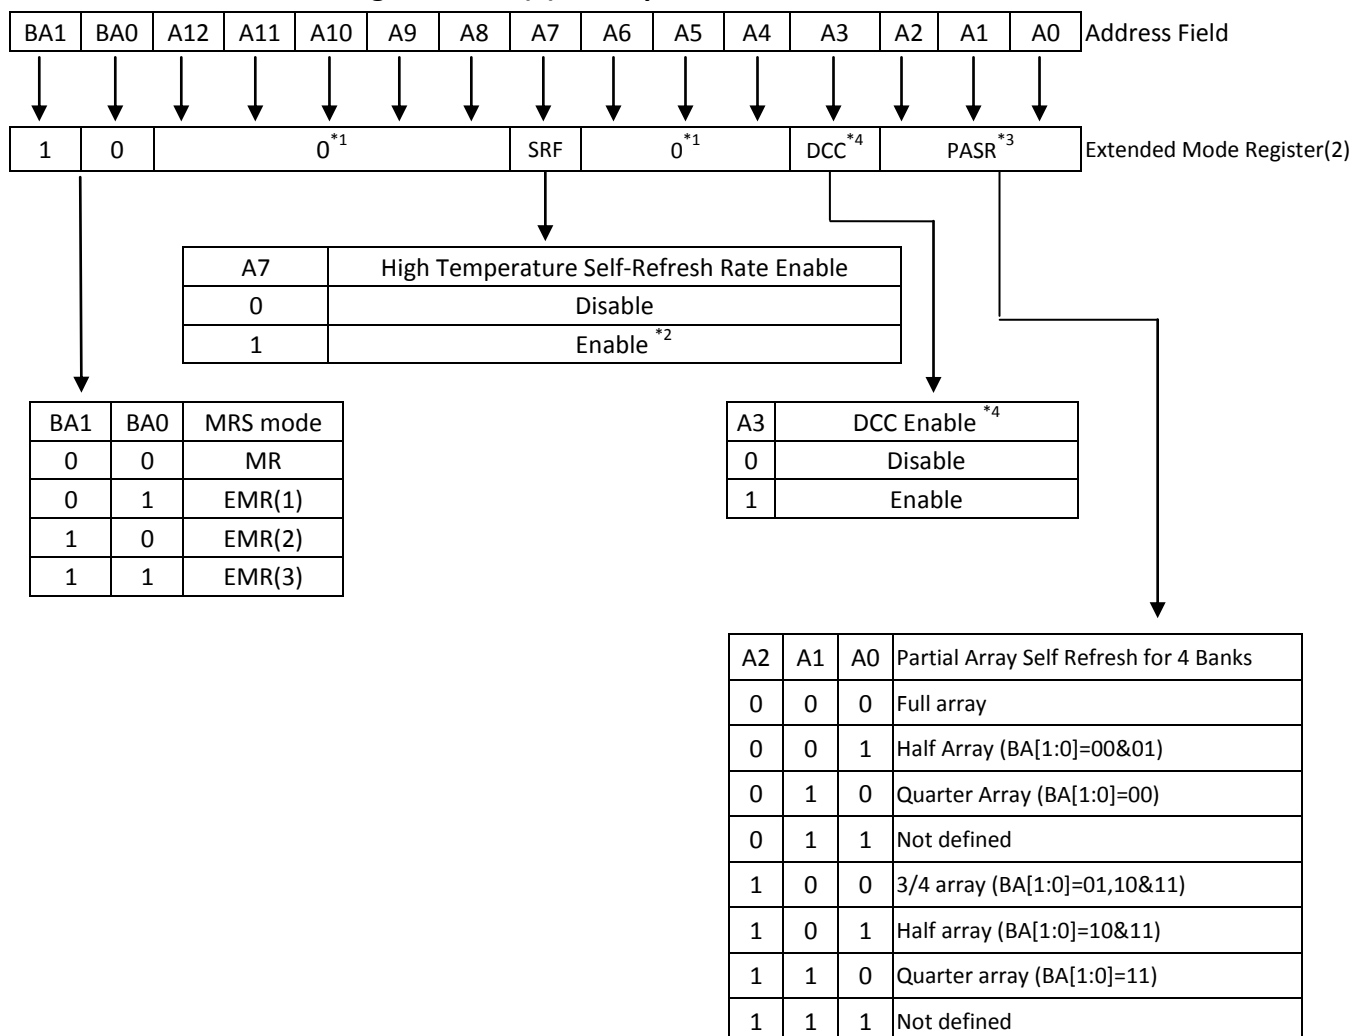 BA1 BA0 A12 A11 A10 A9 A8 A7 A6 A5 A4 A3 A2 A1 A0 Address Field
1 0 0*1 SRF 0*1 DCC*4 PASR*3 Extended Mode Register(2)
A7 High Temperature Self-Refresh Rate Enable
0 Disable
1 Enable *2
BA1 BA0 MRS mode
0 0 MR
0 1 EMR(1)
1 0 EMR(2)
1 1 EMR(3)
A3 DCC Enable *4
0 Disable
1 Enable
A2 A1 A0 Partial Array Self Refresh for 4 Banks
0 0 0 Full array
0 0 1 Half Array (BA[1:0]=00&01)
0 1 0 Quarter Array (BA[1:0]=00)
0 1 1 Not defined
1 0 0 3/4 array (BA[1:0]=01,10&11)
1 0 1 Half array (BA[1:0]=10&11)
1 1 0 Quarter array (BA[1:0]=11)
1 1 1 Not defined